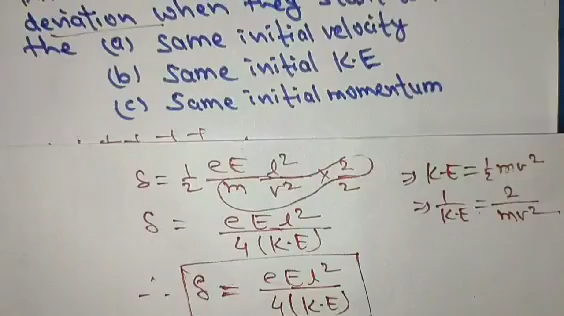 deviation when they
the (a) same initial velocity
(b) same initial K.E
(c) same initial momentum
δ = 1/2 eE/m l²/v² × 2/2 ⇒ K.E = 1/2 mv²
δ = eEl²/4(K.E) ⇒ 1/K.E = 2/mv²
∴ δ = eEl²/4(K.E)